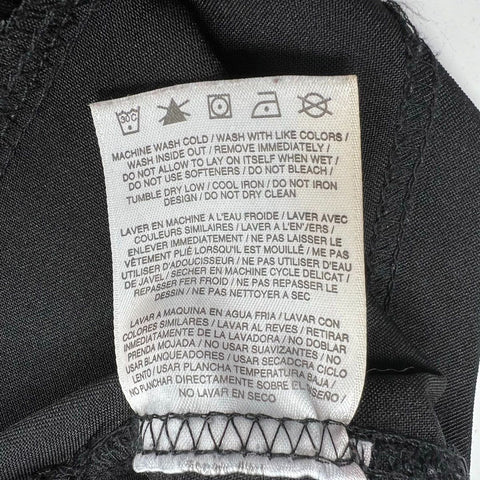 30C
MACHINE WASH COLD / WASH WITH LIKE COLORS /
WASH INSIDE OUT / REMOVE IMMEDIATELY /
DO NOT ALLOW TO LAY ON ITSELF WHEN WET /
DO NOT USE SOFTENERS / DO NOT BLEACH /
TUMBLE DRY LOW / COOL IRON / DO NOT IRON
DESIGN / DO NOT DRY CLEAN
LAVER EN MACHINE A L'EAU FROIDE / LAVER AVEC
COULEURS SIMILAIRES / LAVER A L'EN'/ERS /
ENLEVER IMMÉDIATEMENT / NE PAS LAISSER LE
VÊTEMENT PLIÉ LORSQU'IL EST MOUILLÉ / NE PAS
UTILISER D'ADOUCISSEUR / NE PAS UTILISER D'EAU
DE JAVEL / SECHER EN MACHINE CYCLE DELICAT /
REPASSER FER FROID / NE PAS REPASSER LE
DESSIN / NE PAS NETTOYER A SEC
LAVAR A MAQUINA EN AGUA FRIA / LAVAR CON
COLORES SIMILARES / LAVAR AL REVES / RETIRAR
INMEDIATAMENTE DE LA LAVADORA / NO DOBLAR
PRENDA MOJADA / NO USAR SUAVIZANTES / NO
USAR BLANQUEADORES / USAR SECADORA CICLO
LENTO / USAR PLANCHA TEMPERATURA BAJA /
NO PLANCHAR DIRECTAMENTE SOBRE EL DISEÑO /
NO LAVAR EN SECO